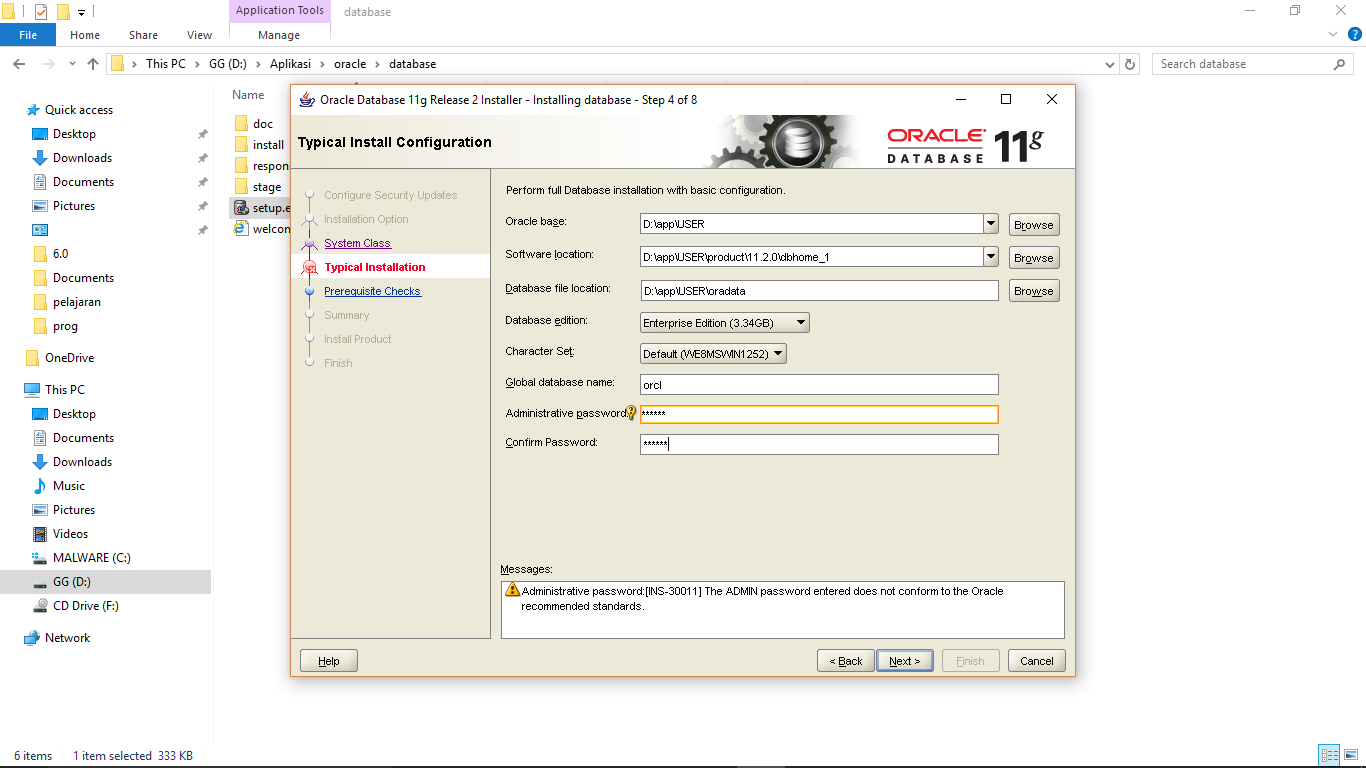 Application Tools
database
File
Home
Share
View
Manage
This PC
GG (D:)
Aplikasi
oracle
database
Search database
Quick access
Desktop
Downloads
Documents
Pictures
6.0
Documents
pelajaran
prog
OneDrive
This PC
Desktop
Documents
Downloads
Music
Pictures
Videos
MALWARE (C:)
GG (D:)
CD Drive (F:)
Network
Name
doc
install
respon
stage
setup.e
welcon
Oracle Database 11g Release 2 Installer - Installing database - Step 4 of 8
Typical Install Configuration
ORACLE
DATABASE
11g
Configure Security Updates
Installation Option
System Class
Typical Installation
Prerequisite Checks
Summary
Install Product
Finish
Perform full Database installation with basic configuration.
Oracle base:
D:\app\USER
Browse
Software location:
D:\app\USER\product\11.2.0\dbhome_1
Browse
Database file location:
D:\app\USER\oradata
Browse
Database edition:
Enterprise Edition (3.34GB)
Character Set:
Default (WE8MSWIN1252)
Global database name:
orcl
Administrative password:
******
Confirm Password:
******
Messages:
Administrative password:[INS-30011] The ADMIN password entered does not conform to the Oracle
recommended standards.
Help
< Back
Next >
Finish
Cancel
6 items
1 item selected 333 KB